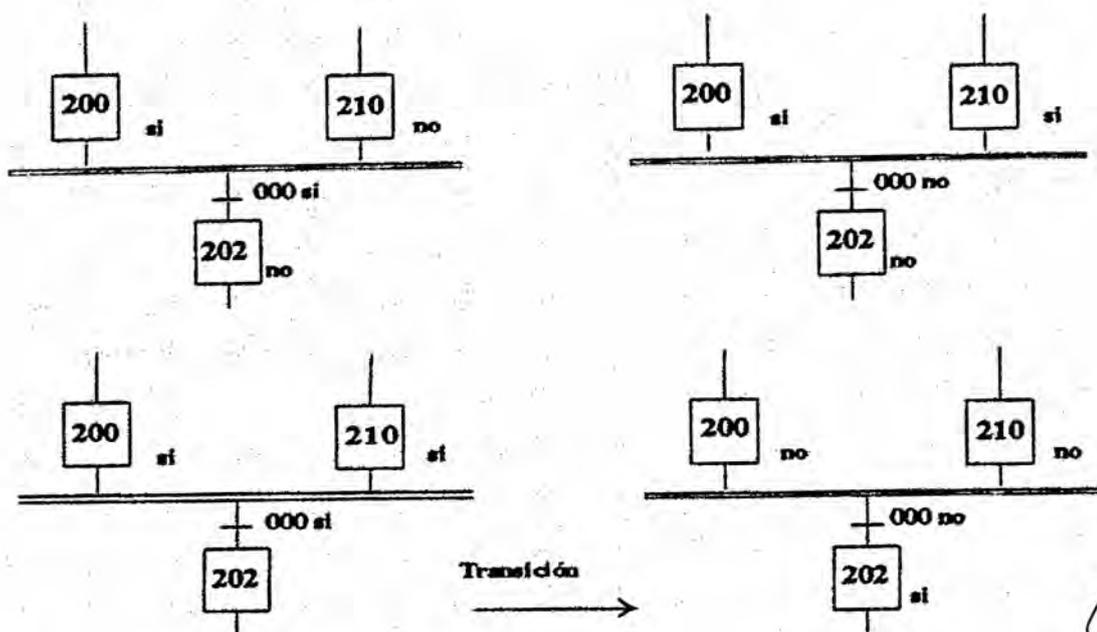 200 si 210 no
000 si
202 no
200 si 210 si
000 no
202 no
200 si 210 si
000 si
202
Transición
200 no 210 no
000 no
202 si